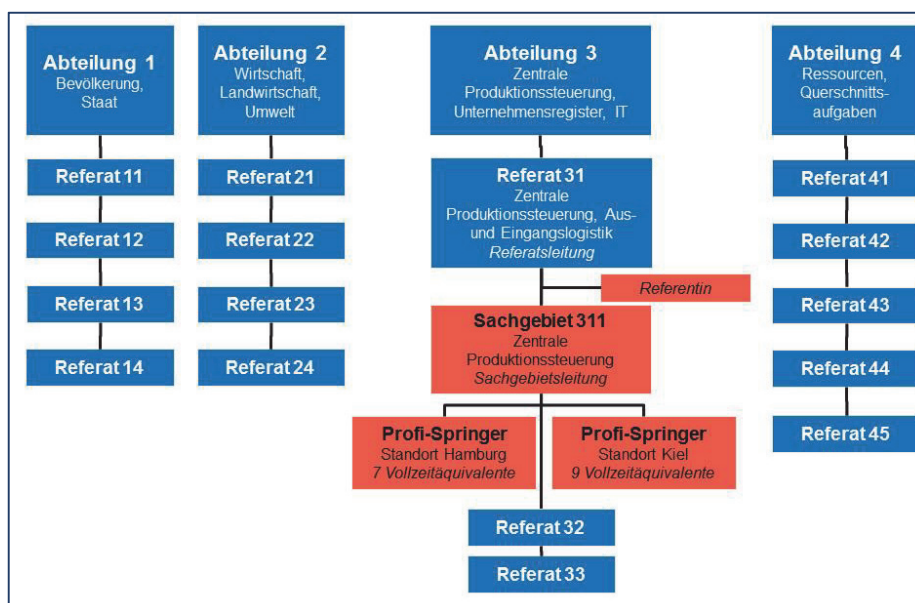 Abteilung 1
Bevölkerung,
Staat
Referat 11
Referat 12
Referat 13
Referat 14
Abteilung 2
Wirtschaft,
Landwirtschaft,
Umwelt
Referat 21
Referat 22
Referat 23
Referat 24
Abteilung 3
Zentrale
Produktionssteuerung,
Unternehmensregister, IT
Referat 31
Zentrale
Produktionssteuerung, Aus-
und Eingangslogistik
Referatsleitung
Referentin
Sachgebiet 311
Zentrale
Produktionssteuerung
Sachgebietsleitung
Profi-Springer
Standort Hamburg
7 Vollzeitäquivalente
Profi-Springer
Standort Kiel
9 Vollzeitäquivalente
Referat 32
Referat 33
Abteilung 4
Ressourcen,
Querschnitts-
aufgaben
Referat 41
Referat 42
Referat 43
Referat 44
Referat 45